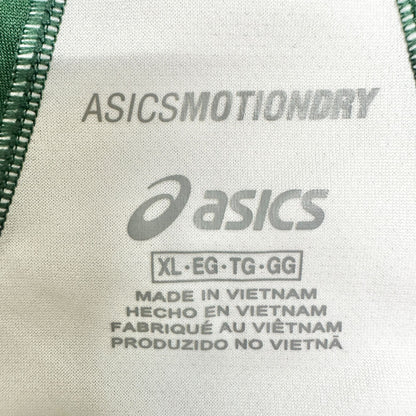 ASICSMOTIONDRY
asics
XL·EG·TG·GG
MADE IN VIETNAM
HECHO EN VIETNAM
FABRIQUÉ AU VIÊTNAM
PRODUZIDO NO VIETNÃ